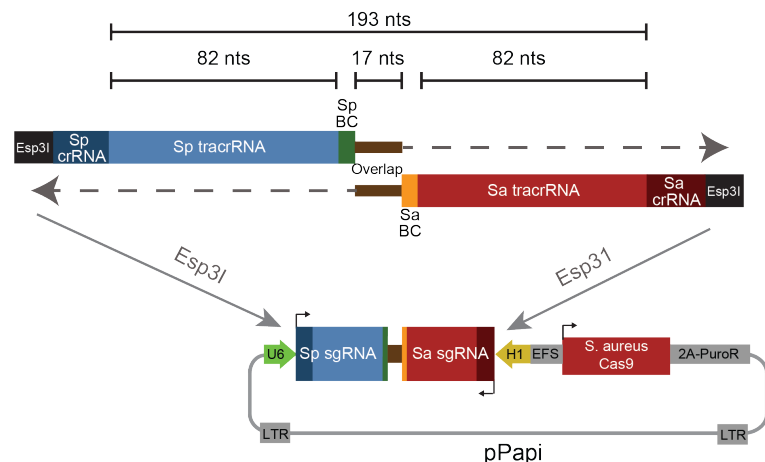 193 nts
82 nts
17 nts
82 nts
Sp
BC
Esp3I
Sp
crRNA
Sp tracrRNA
Overlap
Sa tracrRNA
Sa
crRNA
Esp3I
Sa
BC
Esp3I
Esp31
U6
Sp sgRNA
Sa sgRNA
H1
EFS
S. aureus
Cas9
2A-PuroR
LTR
LTR
pPapi